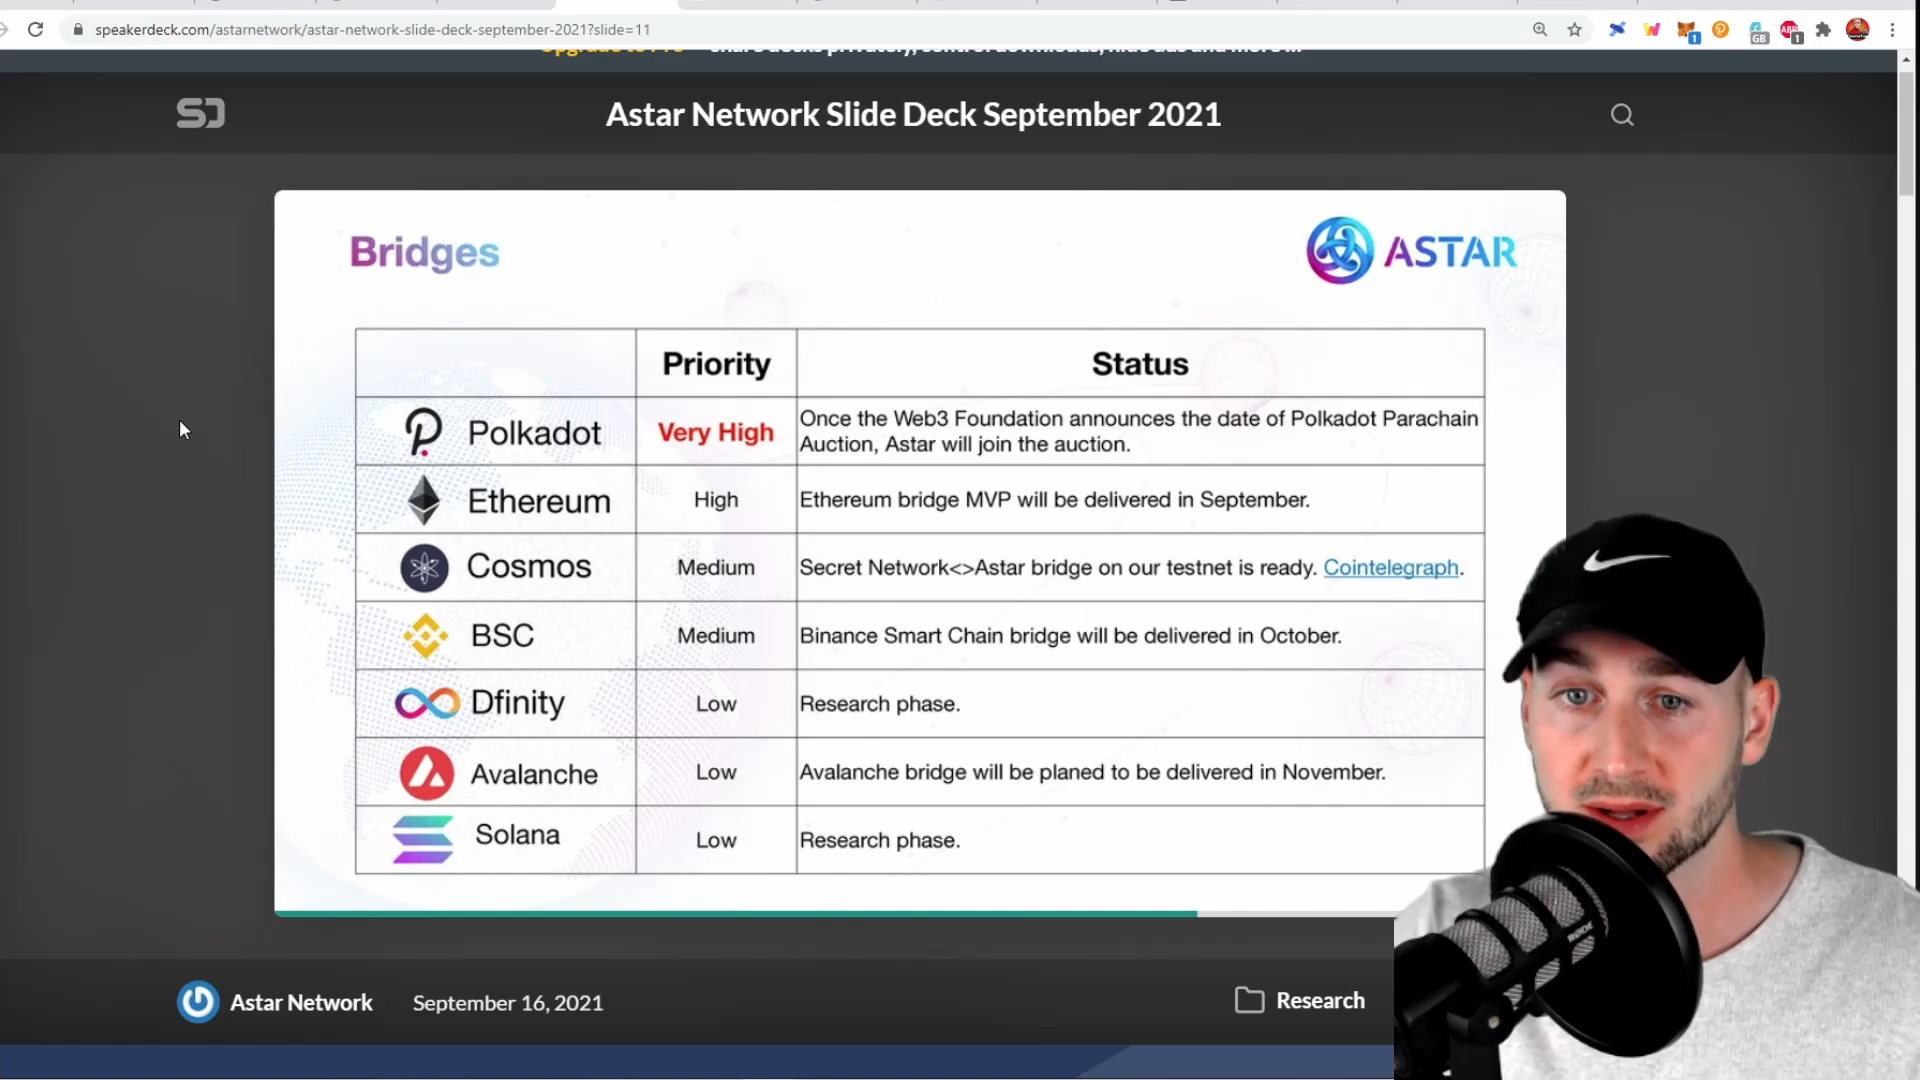 speakerdeck.com/astarnetwork/astar-network-slide-deck-september-2021?slide=11
Astar Network Slide Deck September 2021
Bridges
ASTAR
Priority
Status
Polkadot
Very High
Once the Web3 Foundation announces the date of Polkadot Parachain
Auction, Astar will join the auction.
Ethereum
High
Ethereum bridge MVP will be delivered in September.
Cosmos
Medium
Secret Network<>Astar bridge on our testnet is ready. Cointelegraph.
BSC
Medium
Binance Smart Chain bridge will be delivered in October.
Dfinity
Low
Research phase.
Avalanche
Low
Avalanche bridge will be planed to be delivered in November.
Solana
Low
Research phase.
Astar Network
September 16, 2021
Research
RØDE